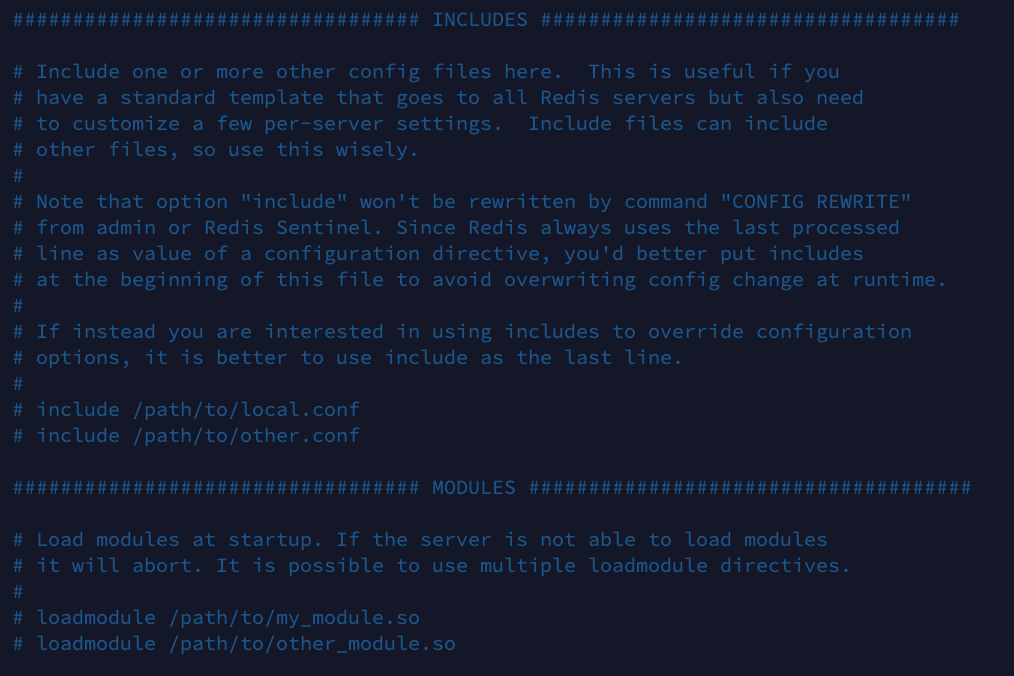 ################################## INCLUDES ###################################

# Include one or more other config files here.  This is useful if you
# have a standard template that goes to all Redis servers but also need
# to customize a few per-server settings.  Include files can include
# other files, so use this wisely.
#
# Note that option "include" won't be rewritten by command "CONFIG REWRITE"
# from admin or Redis Sentinel. Since Redis always uses the last processed
# line as value of a configuration directive, you'd better put includes
# at the beginning of this file to avoid overwriting config change at runtime.
#
# If instead you are interested in using includes to override configuration
# options, it is better to use include as the last line.
#
# include /path/to/local.conf
# include /path/to/other.conf

################################## MODULES #####################################

# Load modules at startup. If the server is not able to load modules
# it will abort. It is possible to use multiple loadmodule directives.
#
# loadmodule /path/to/my_module.so
# loadmodule /path/to/other_module.so